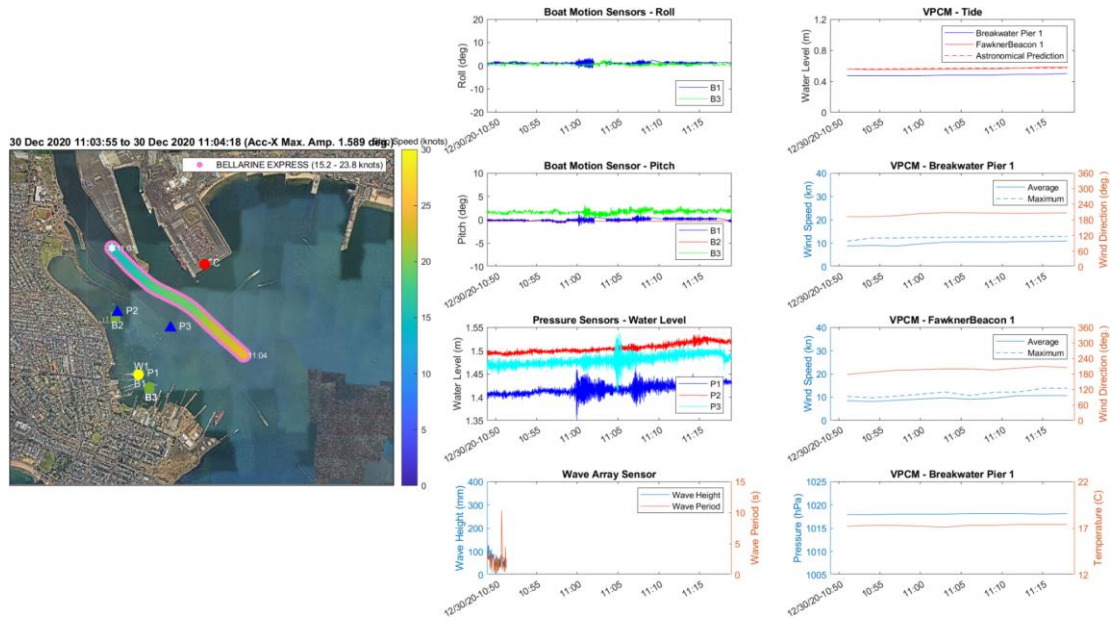 30 Dec 2020 11:03:55 to 30 Dec 2020 11:04:18 (Acc-X Max. Amp. 1.589 deg.)
Speed (knots)
BELLARINE EXPRESS (15.2 - 23.8 knots)
30
25
20
15
10
5
0
C
P2
B2
P3
11:04
W1
P1
B1
B3
Boat Motion Sensors - Roll
Roll (deg)
20
10
0
-10
-20
B1
B3
12/30/20-10:50
10:55
11:00
11:05
11:10
11:15
Boat Motion Sensor - Pitch
Pitch (deg)
10
5
0
-5
-10
B1
B2
B3
12/30/20-10:50
10:55
11:00
11:05
11:10
11:15
Pressure Sensors - Water Level
Water Level (m)
1.55
1.5
1.45
1.4
1.35
P1
P2
P3
12/30/20-10:50
10:55
11:00
11:05
11:10
11:15
Wave Array Sensor
Wave Height (mm)
400
300
200
100
0
Wave Height
Wave Period
15
10
5
0
Wave Period (s)
12/30/20-10:50
10:55
11:00
11:05
11:10
11:15
VPCM - Tide
Water Level (m)
1.2
0.8
0.4
0
Breakwater Pier 1
FawknerBeacon 1
Astronomical Prediction
12/30/20-10:50
10:55
11:00
11:05
11:10
11:15
VPCM - Breakwater Pier 1
Wind Speed (kn)
40
30
20
10
0
Average
Maximum
360
300
240
180
120
60
0
Wind Direction (deg.)
12/30/20-10:50
10:55
11:00
11:05
11:10
11:15
VPCM - FawknerBeacon 1
Wind Speed (kn)
40
30
20
10
0
Average
Maximum
360
300
240
180
120
60
0
Wind Direction (deg.)
12/30/20-10:50
10:55
11:00
11:05
11:10
11:15
VPCM - Breakwater Pier 1
Pressure (hPa)
1025
1020
1015
1010
1005
22
17
12
Temperature (C)
12/30/20-10:50
10:55
11:00
11:05
11:10
11:15